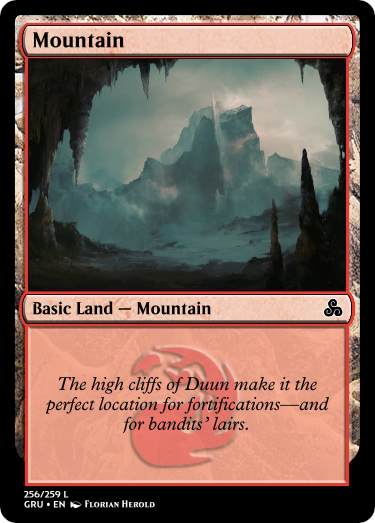 Mountain
Basic Land — Mountain
The high cliffs of Duun make it the
perfect location for fortifications—and
for bandits' lairs.
256/259 L
GRU • EN Florian Herold